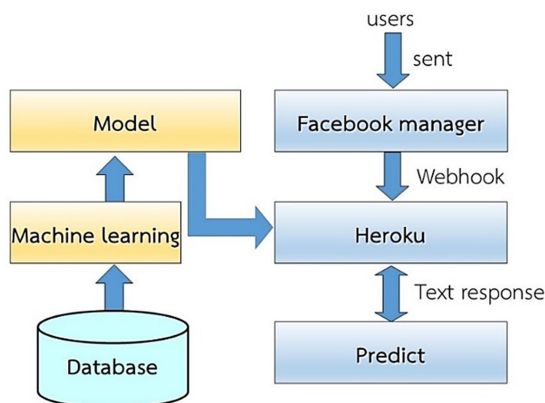 users
sent
Model
Facebook manager
Webhook
Machine learning
Heroku
Text response
Database
Predict